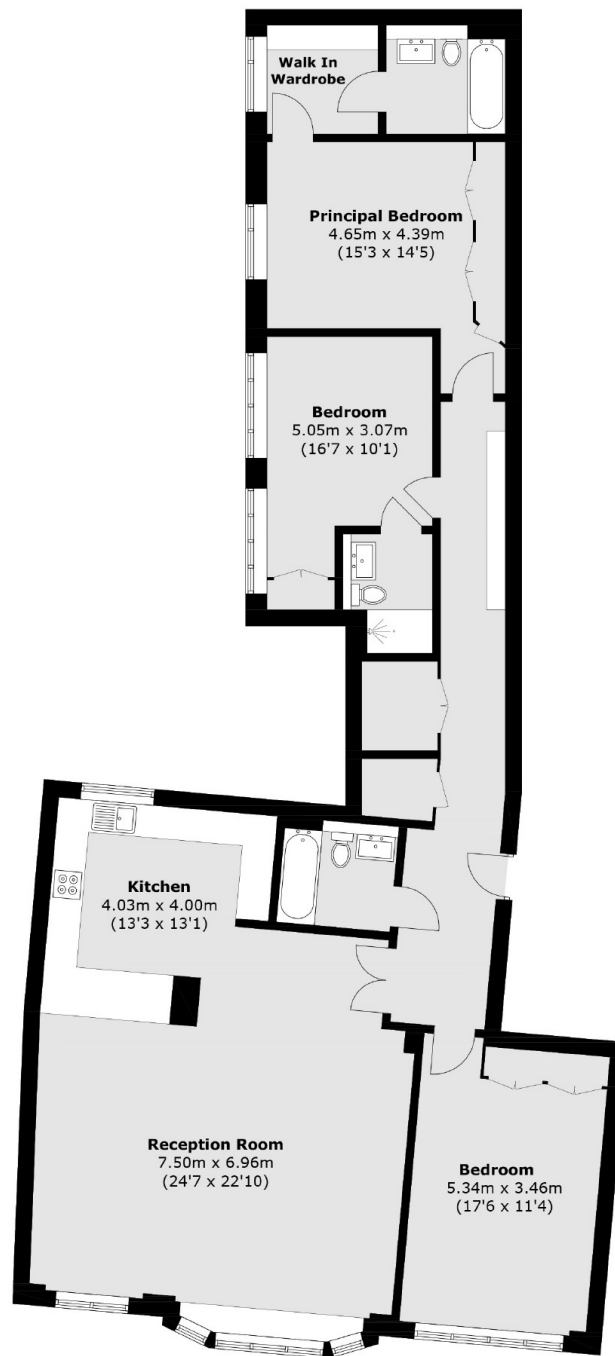 Walk In
Wardrobe
Principal Bedroom
4.65m x 4.39m
(15'3 x 14'5)
Bedroom
5.05m x 3.07m
(16'7 x 10'1)
Kitchen
4.03m x 4.00m
(13'3 x 13'1)
Reception Room
7.50m x 6.96m
(24'7 x 22'10)
Bedroom
5.34m x 3.46m
(17'6 x 11'4)